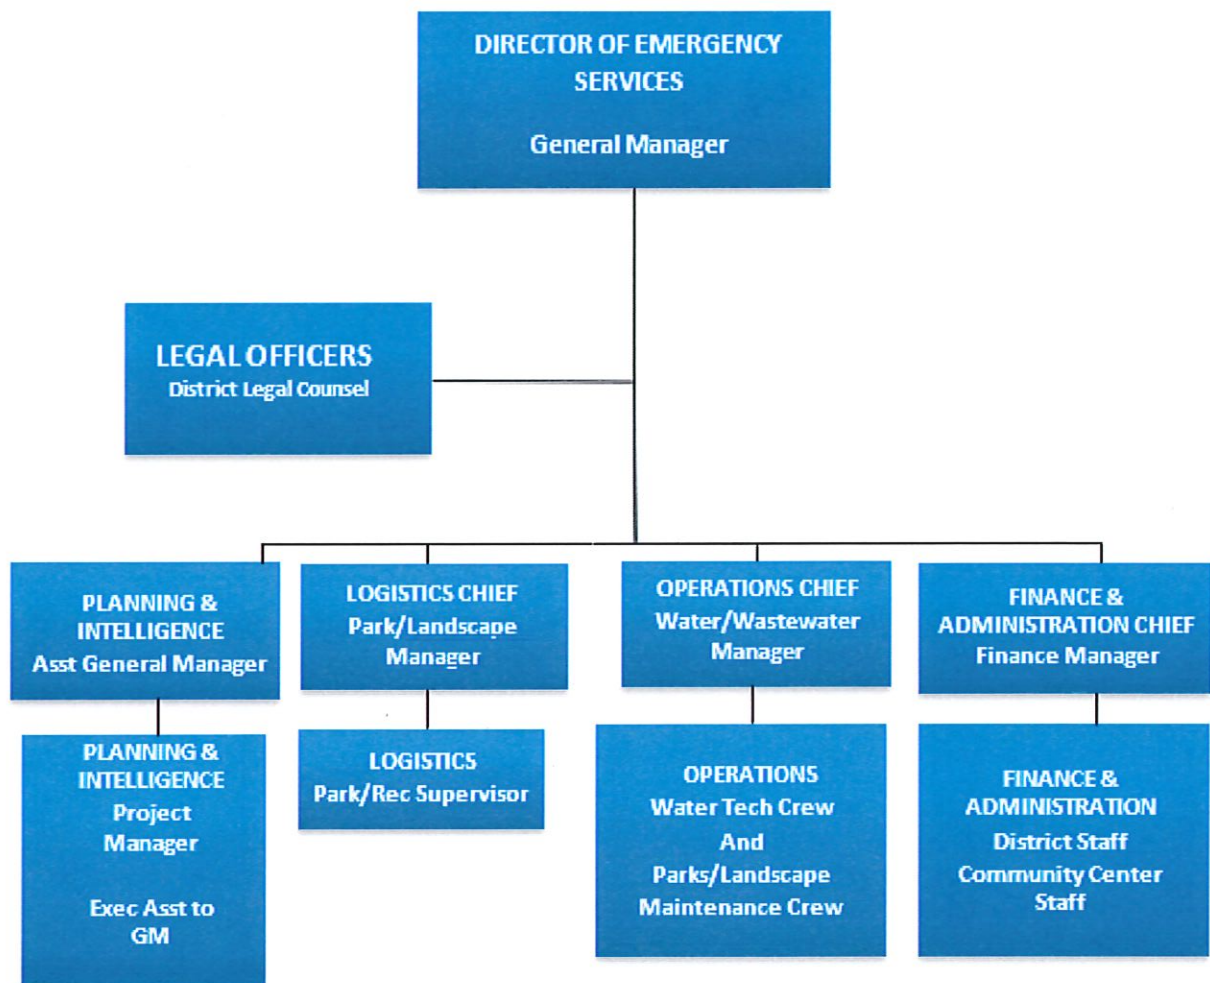 DIRECTOR OF EMERGENCY
SERVICES
General Manager
LEGAL OFFICERS
District Legal Counsel
PLANNING &
INTELLIGENCE
Asst General Manager
LOGISTICS CHIEF
Park/Landscape
Manager
OPERATIONS CHIEF
Water/Wastewater
Manager
FINANCE &
ADMINISTRATION CHIEF
Finance Manager
PLANNING &
INTELLIGENCE
Project
Manager
Exec Asst to
GM
LOGISTICS
Park/Rec Supervisor
OPERATIONS
Water Tech Crew
And
Parks/Landscape
Maintenance Crew
FINANCE &
ADMINISTRATION
District Staff
Community Center
Staff